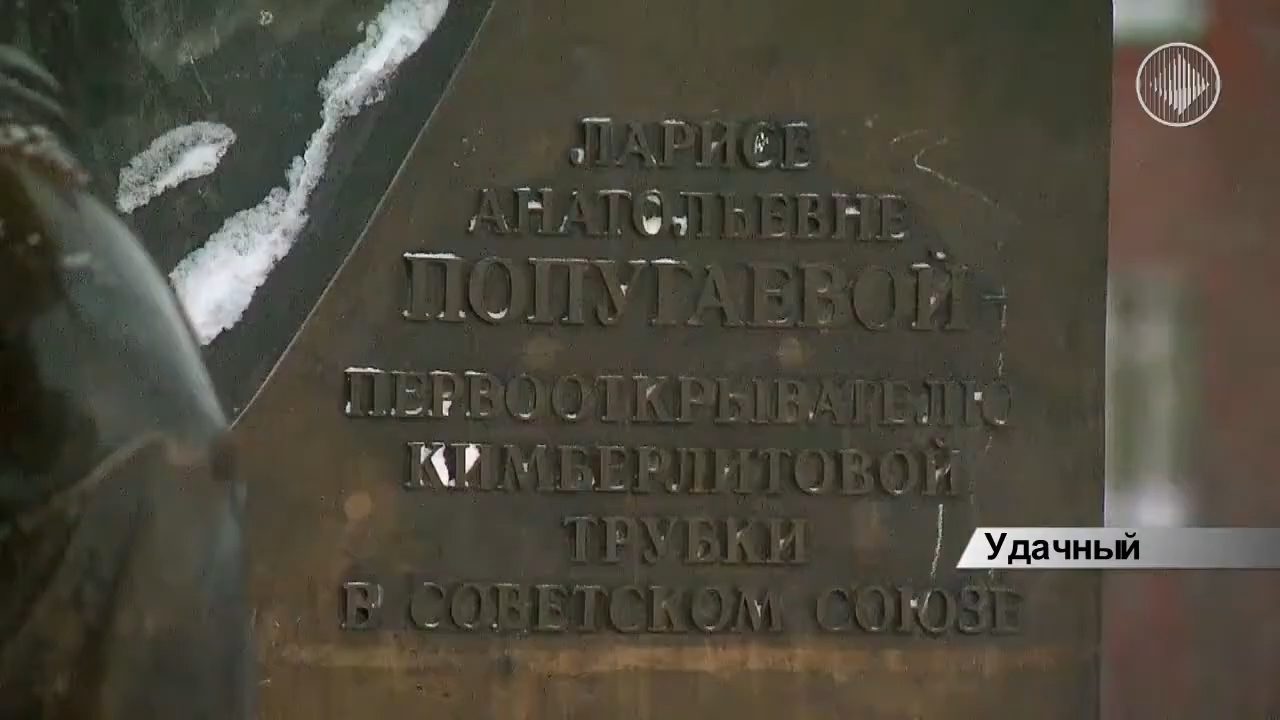 ЛАРИСЕ
АНАТОЛЬЕВНЕ
ПОПУГАЕВОЙ -
ПЕРВООТКРЫВАТЕЛЮ
КИМБЕРЛИТОВОЙ
ТРУБКИ
В СОВЕТСКОМ СОЮЗЕ
Удачный